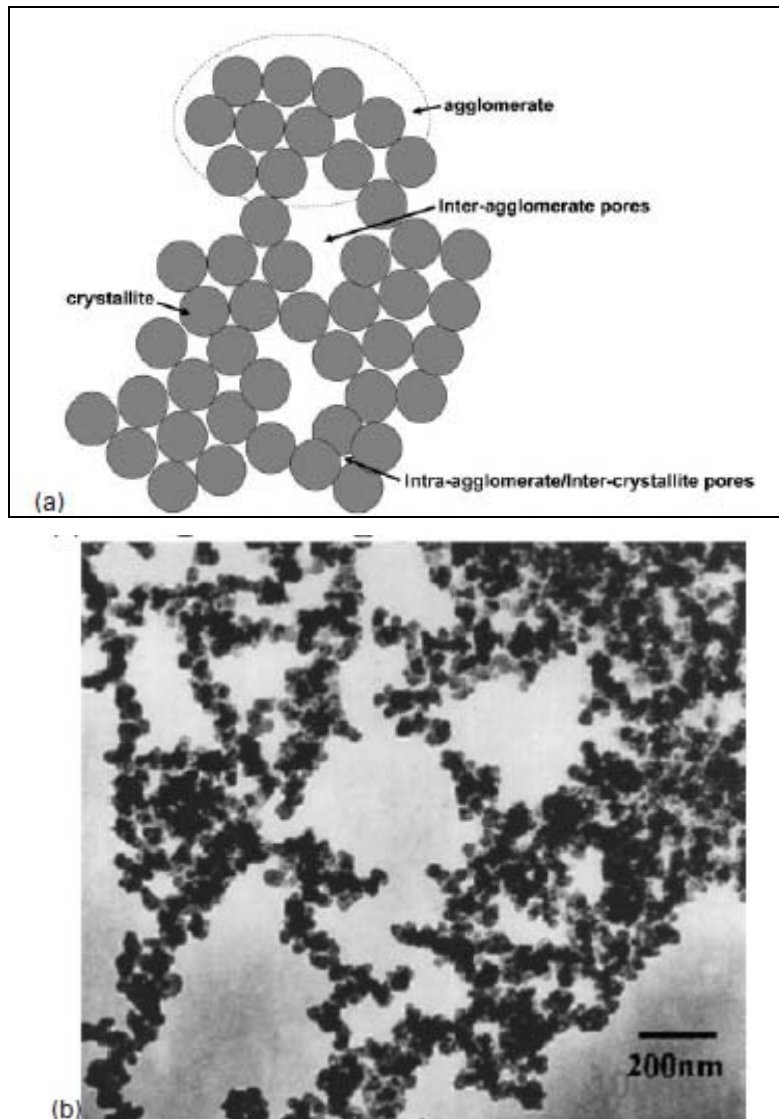 agglomerate
Inter-agglomerate pores
crystallite
Intra-agglomerate/Inter-crystallite pores
(a)
200nm
(b)